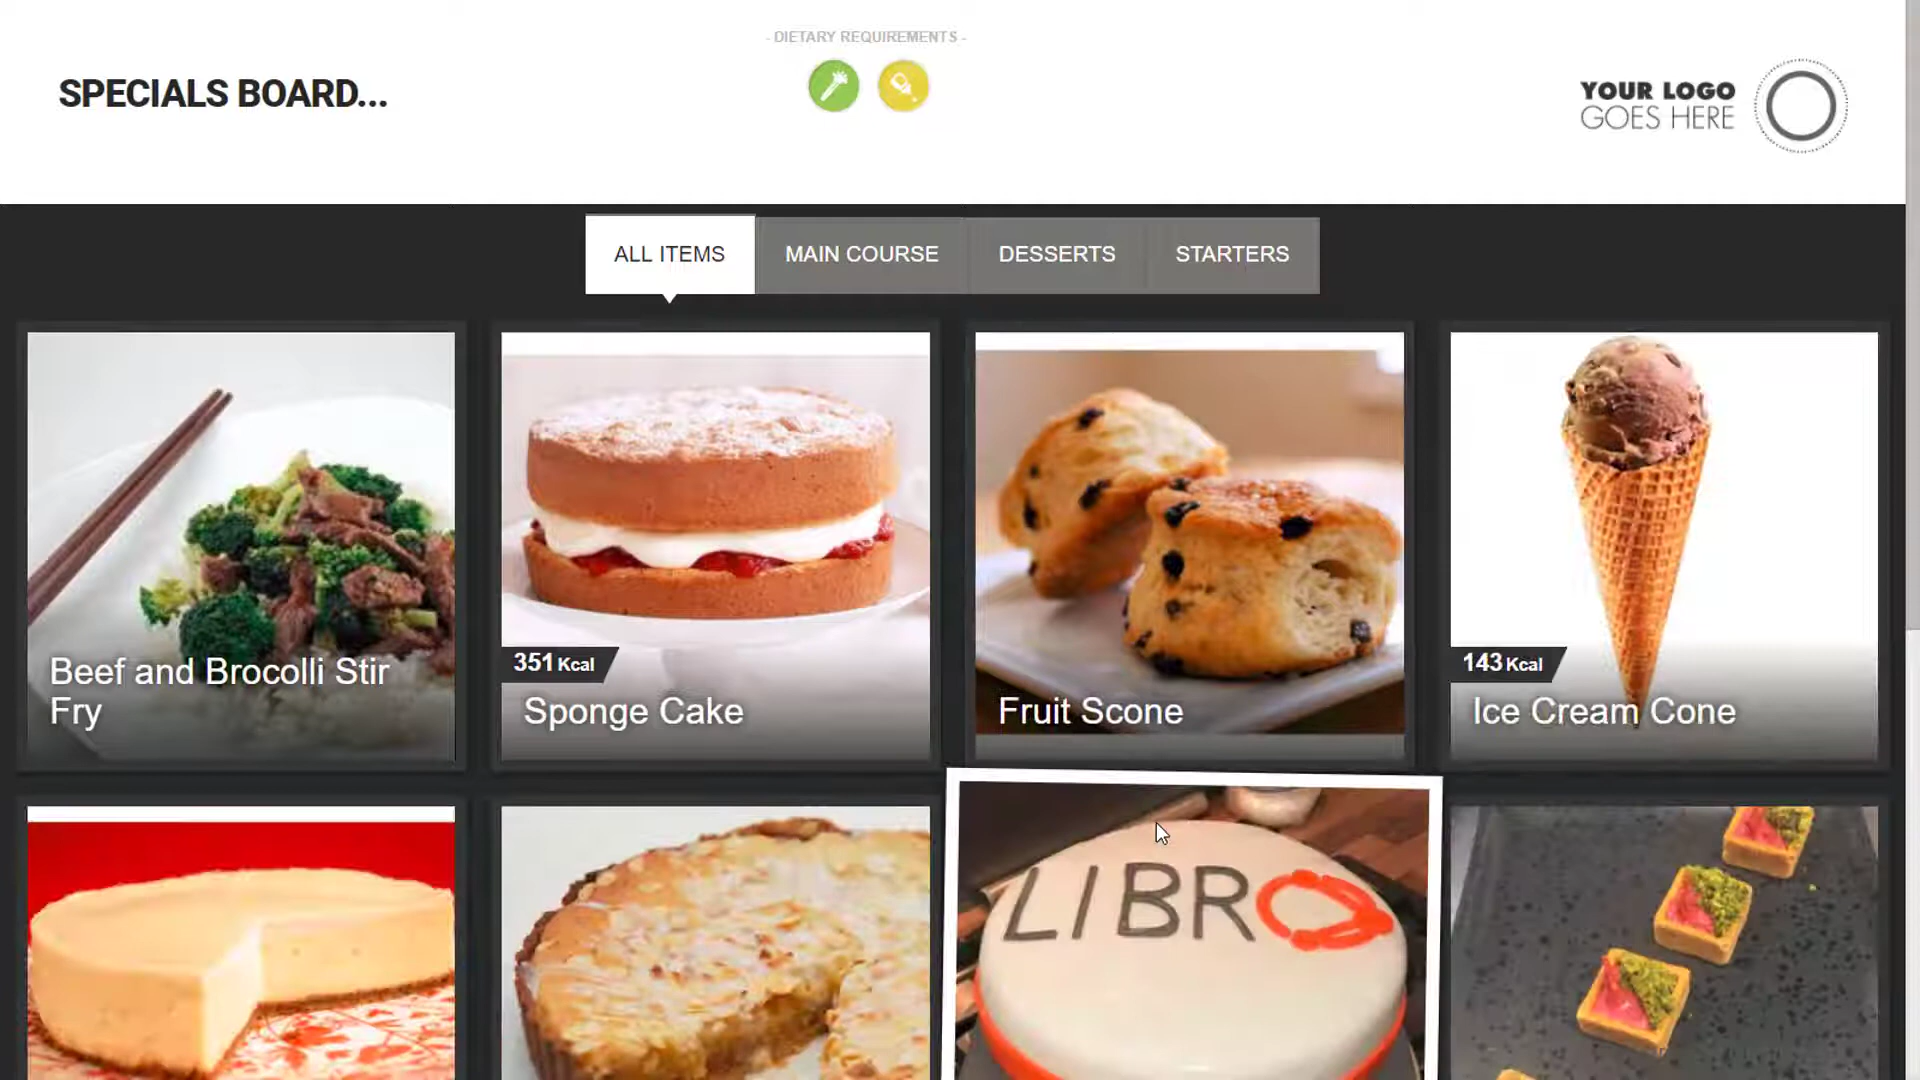 - DIETARY REQUIREMENTS -
SPECIALS BOARD...
YOUR LOGO
GOES HERE
ALL ITEMS
MAIN COURSE
DESSERTS
STARTERS
Beef and Brocolli Stir
Fry
351 Kcal
Sponge Cake
Fruit Scone
143 Kcal
Ice Cream Cone
LIBRO